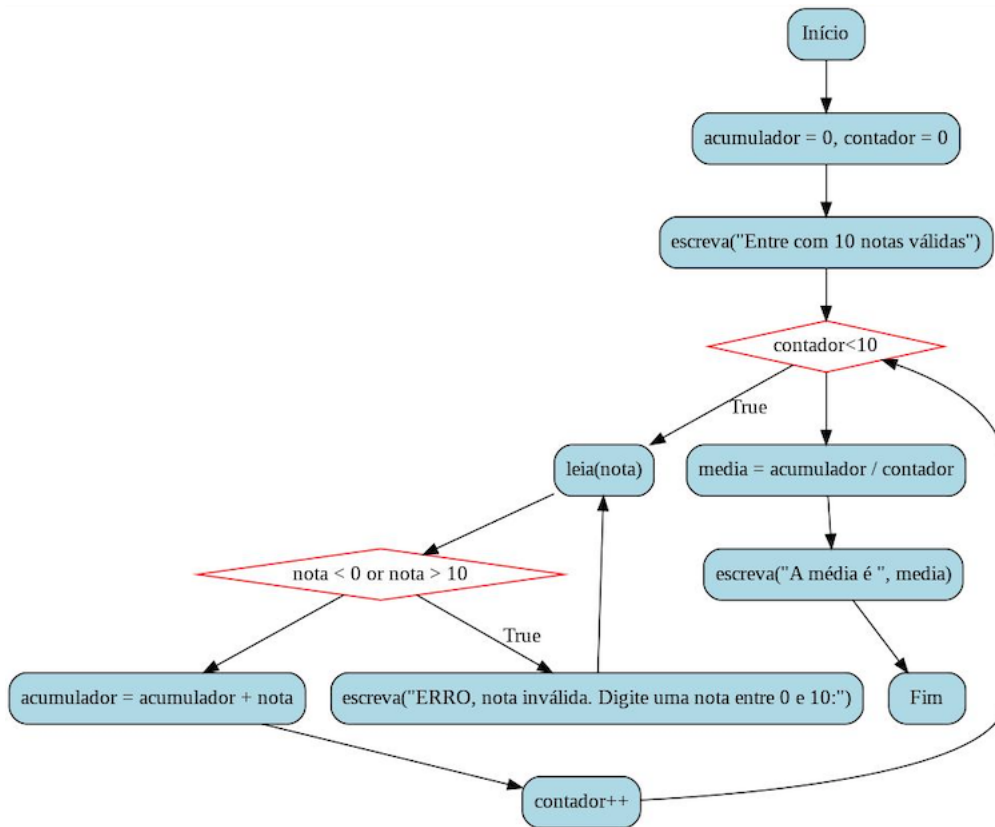 Início
acumulador = 0, contador = 0
escreva("Entre com 10 notas válidas")
contador<10
True
leia(nota)
media = acumulador / contador
nota < 0 or nota > 10
escreva("A média é ", media)
True
acumulador = acumulador + nota
escreva("ERRO, nota inválida. Digite uma nota entre 0 e 10:")
Fim
contador++